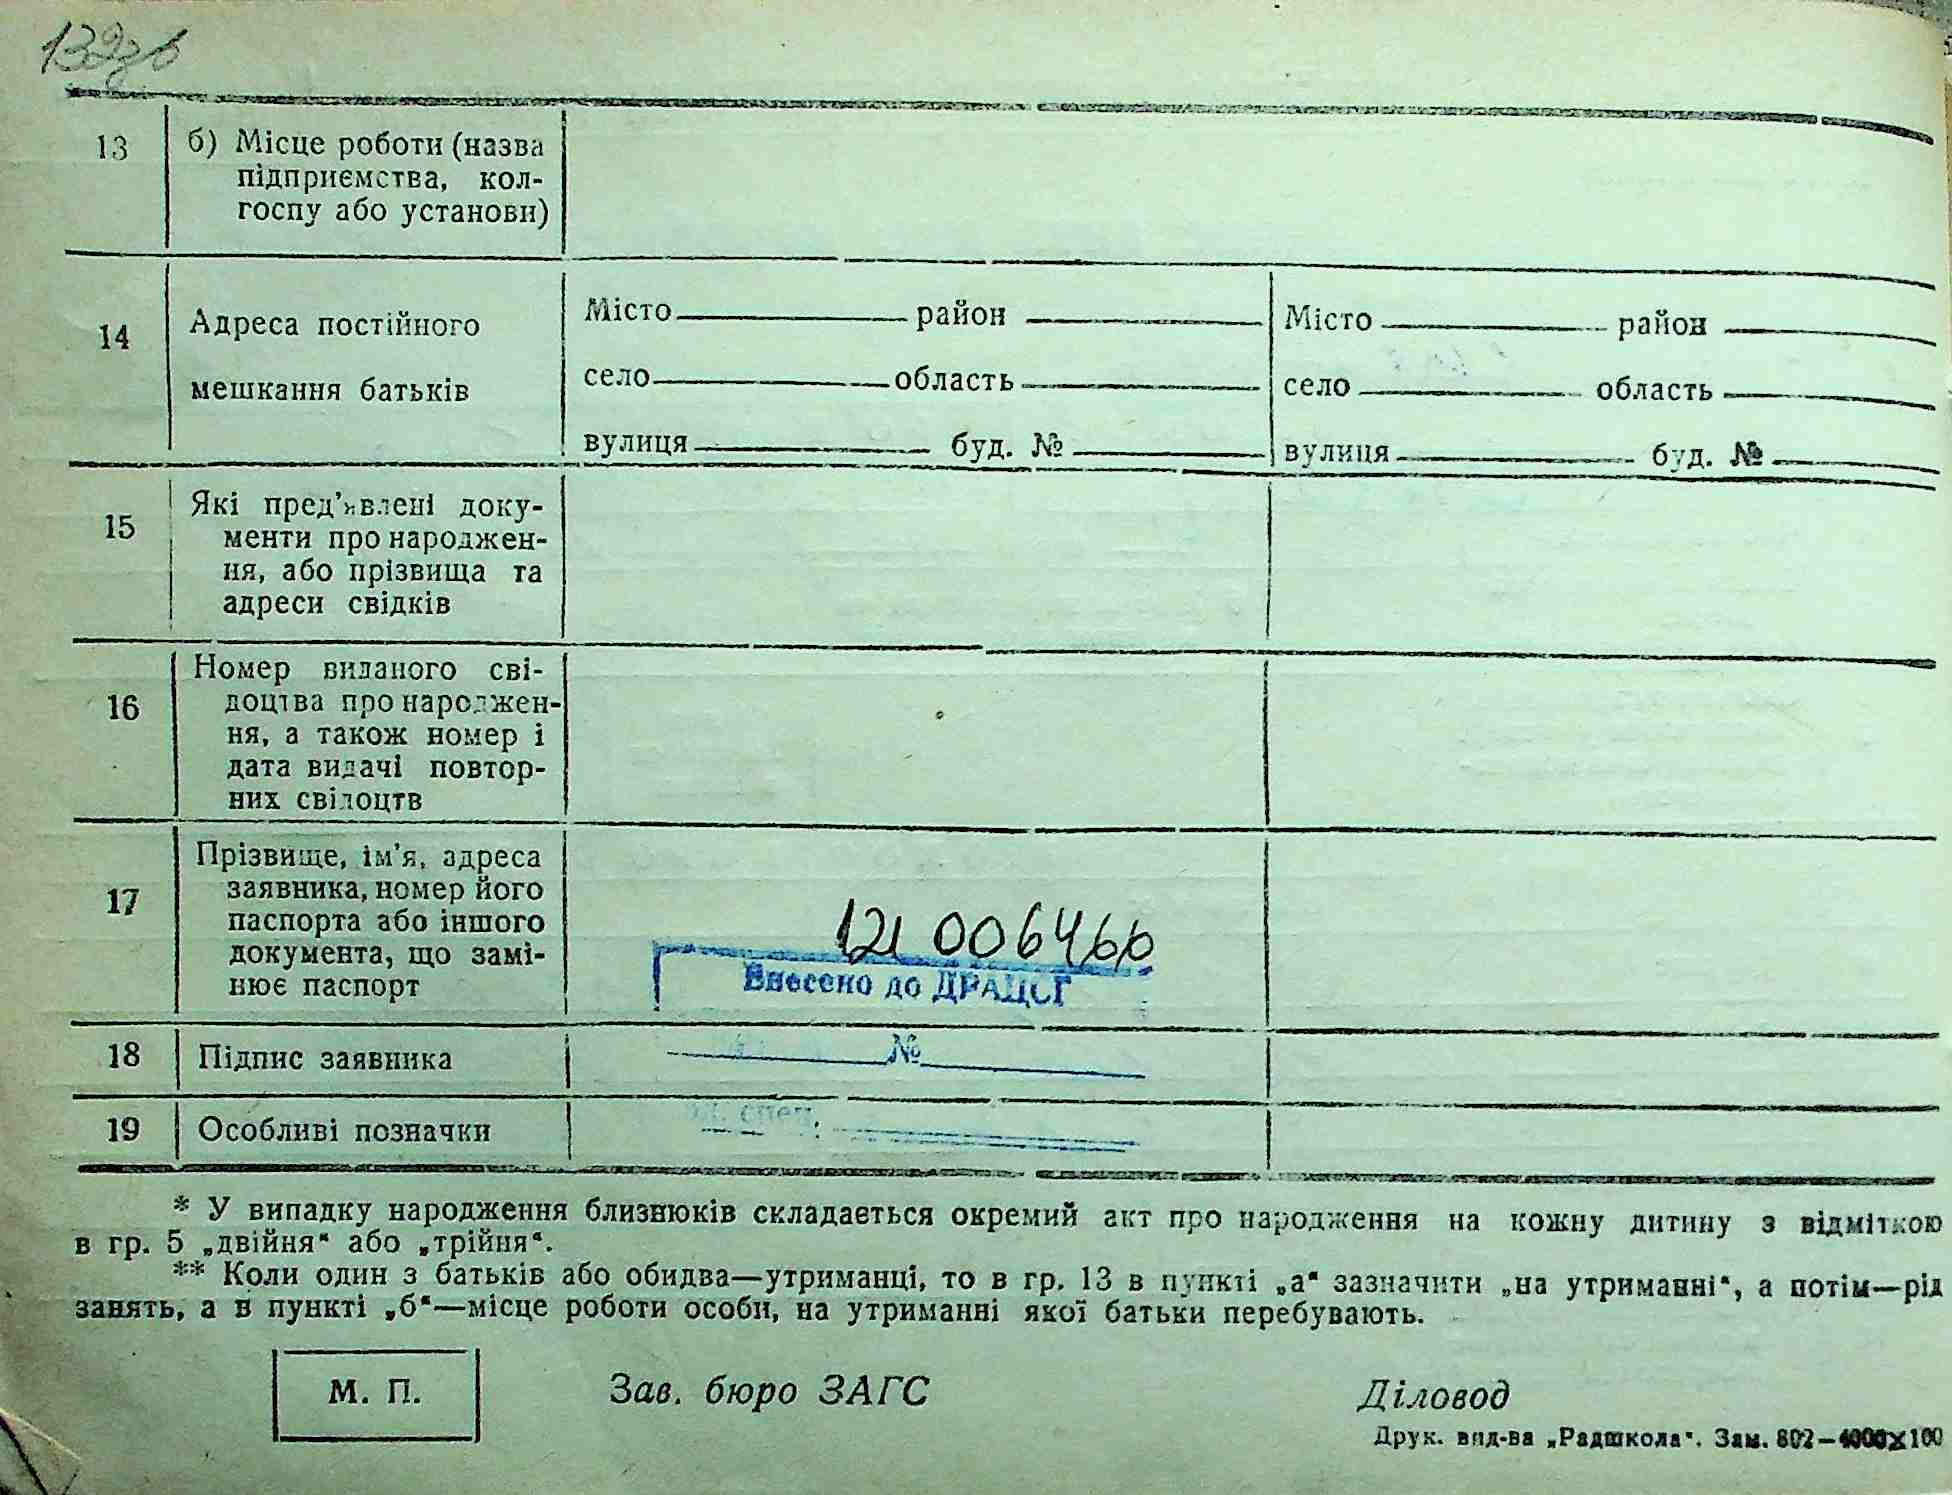 139зв
13 б) Місце роботи (назва
підприємства, кол-
госпу або установи)
14 Адреса постійного
мешкання батьків
Місто район
село область
вулиця буд. №
Місто район
село область
вулиця буд. №
15 Які пред’явлені доку-
менти про народжен-
ня, або прізвища та
адреси свідків
16 Номер виданого сві-
доцтва про народжен-
ня, а також номер і
дата видачі повтор-
них свідоцтв
17 Прізвище, ім’я, адреса
заявника, номер його
паспорта або іншого
документа, що замі-
нює паспорт
006466
Внесено до ДРАЦСГ
18 Підпис заявника
№
19 Особливі позначки
спец.
* У випадку народження близнюків складається окремий акт про народження на кожну дитину з відміткою
в гр. 5 „двійня“ або „трійня“.
** Коли один з батьків або обидва—утриманці, то в гр. 13 в пункті „а“ зазначити „на утриманні“, а потім—рід
занять, а в пункті „б“—місце роботи особи, на утриманні якої батьки перебувають.
М. П.
Зав. бюро ЗАГС
Діловод
Друк. вид-ва „Радшкола“. Зам. 802—4000×100